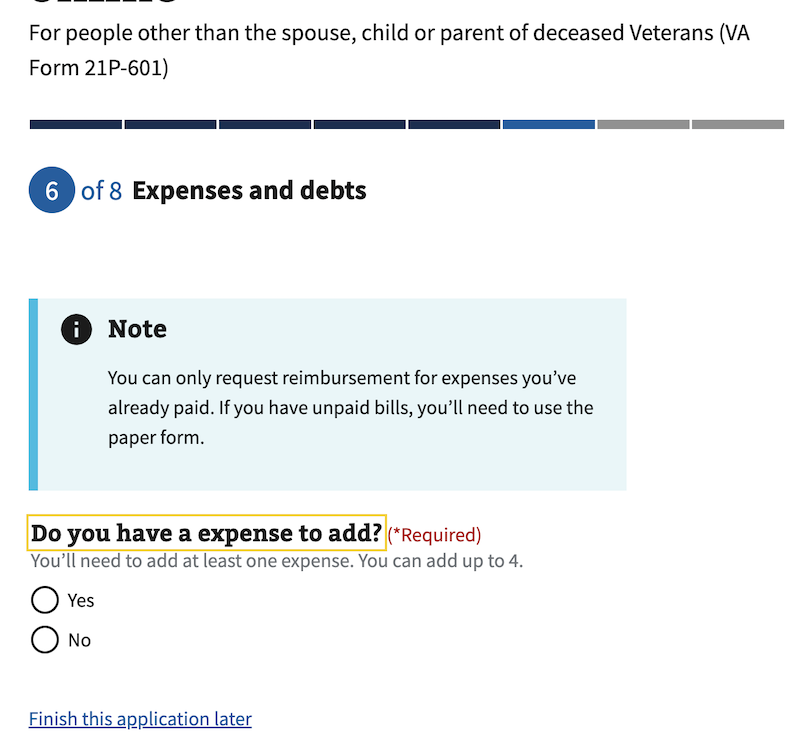 For people other than the spouse, child or parent of deceased Veterans (VA
Form 21P-601)
6 of 8 Expenses and debts
Note
You can only request reimbursement for expenses you’ve
already paid. If you have unpaid bills, you’ll need to use the
paper form.
Do you have a expense to add? (*Required)
You’ll need to add at least one expense. You can add up to 4.
Yes
No
Finish this application later